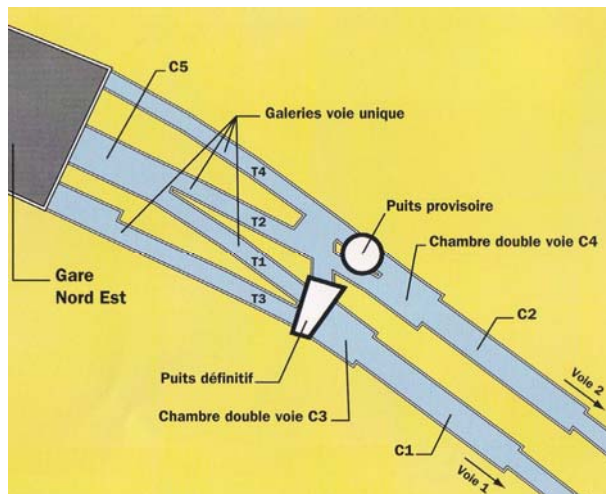 C5
Galeries voie unique
T4
Puits provisoire
T2
Chambre double voie C4
T1
Gare
Nord Est
T3
C2
Puits définitif
Voie 2
Chambre double voie C3
C1
Voie 1